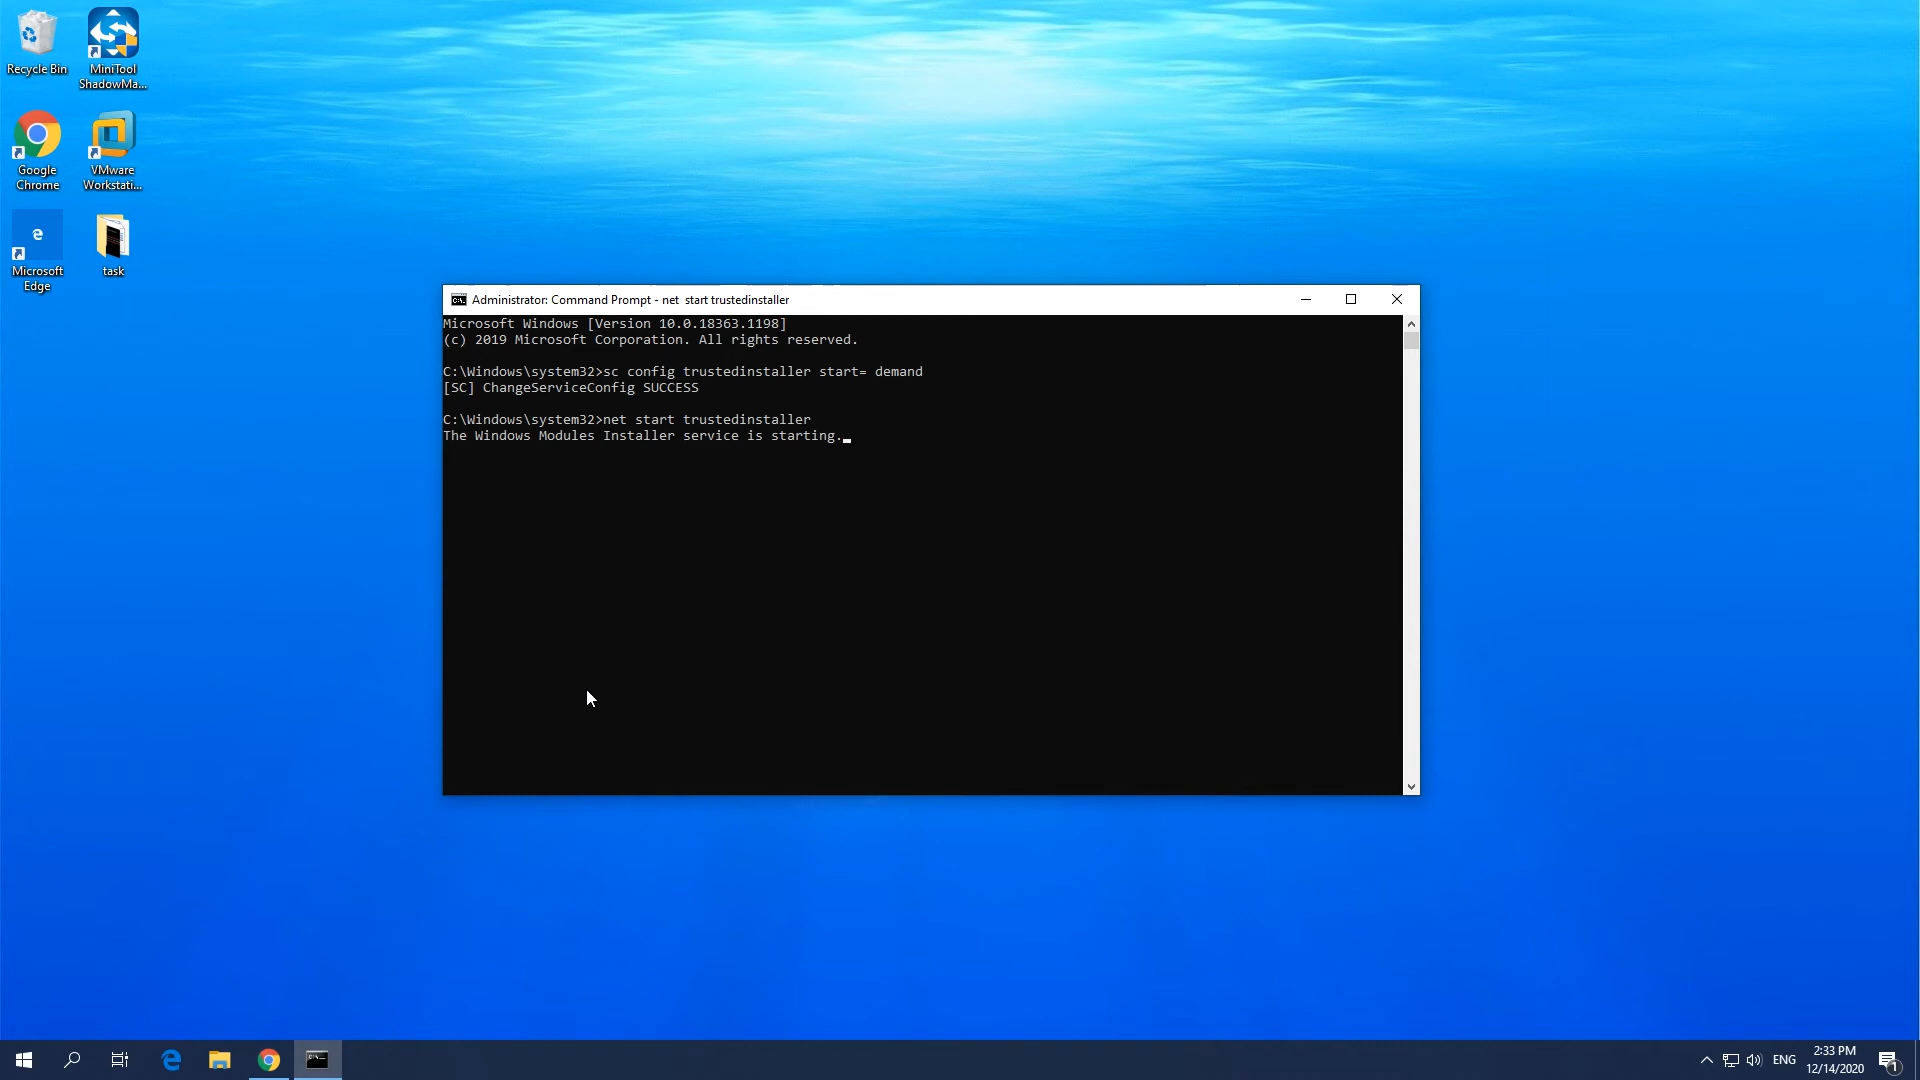 Recycle Bin
MiniTool
ShadowMa...
Google
Chrome
VMware
Workstati...
Microsoft
Edge
task
Administrator: Command Prompt - net  start trustedinstaller
Microsoft Windows [Version 10.0.18363.1198]
(c) 2019 Microsoft Corporation. All rights reserved.
C:\Windows\system32>sc config trustedinstaller start= demand
[SC] ChangeServiceConfig SUCCESS
C:\Windows\system32>net start trustedinstaller
The Windows Modules Installer service is starting.
ENG
2:33 PM
12/14/2020
1